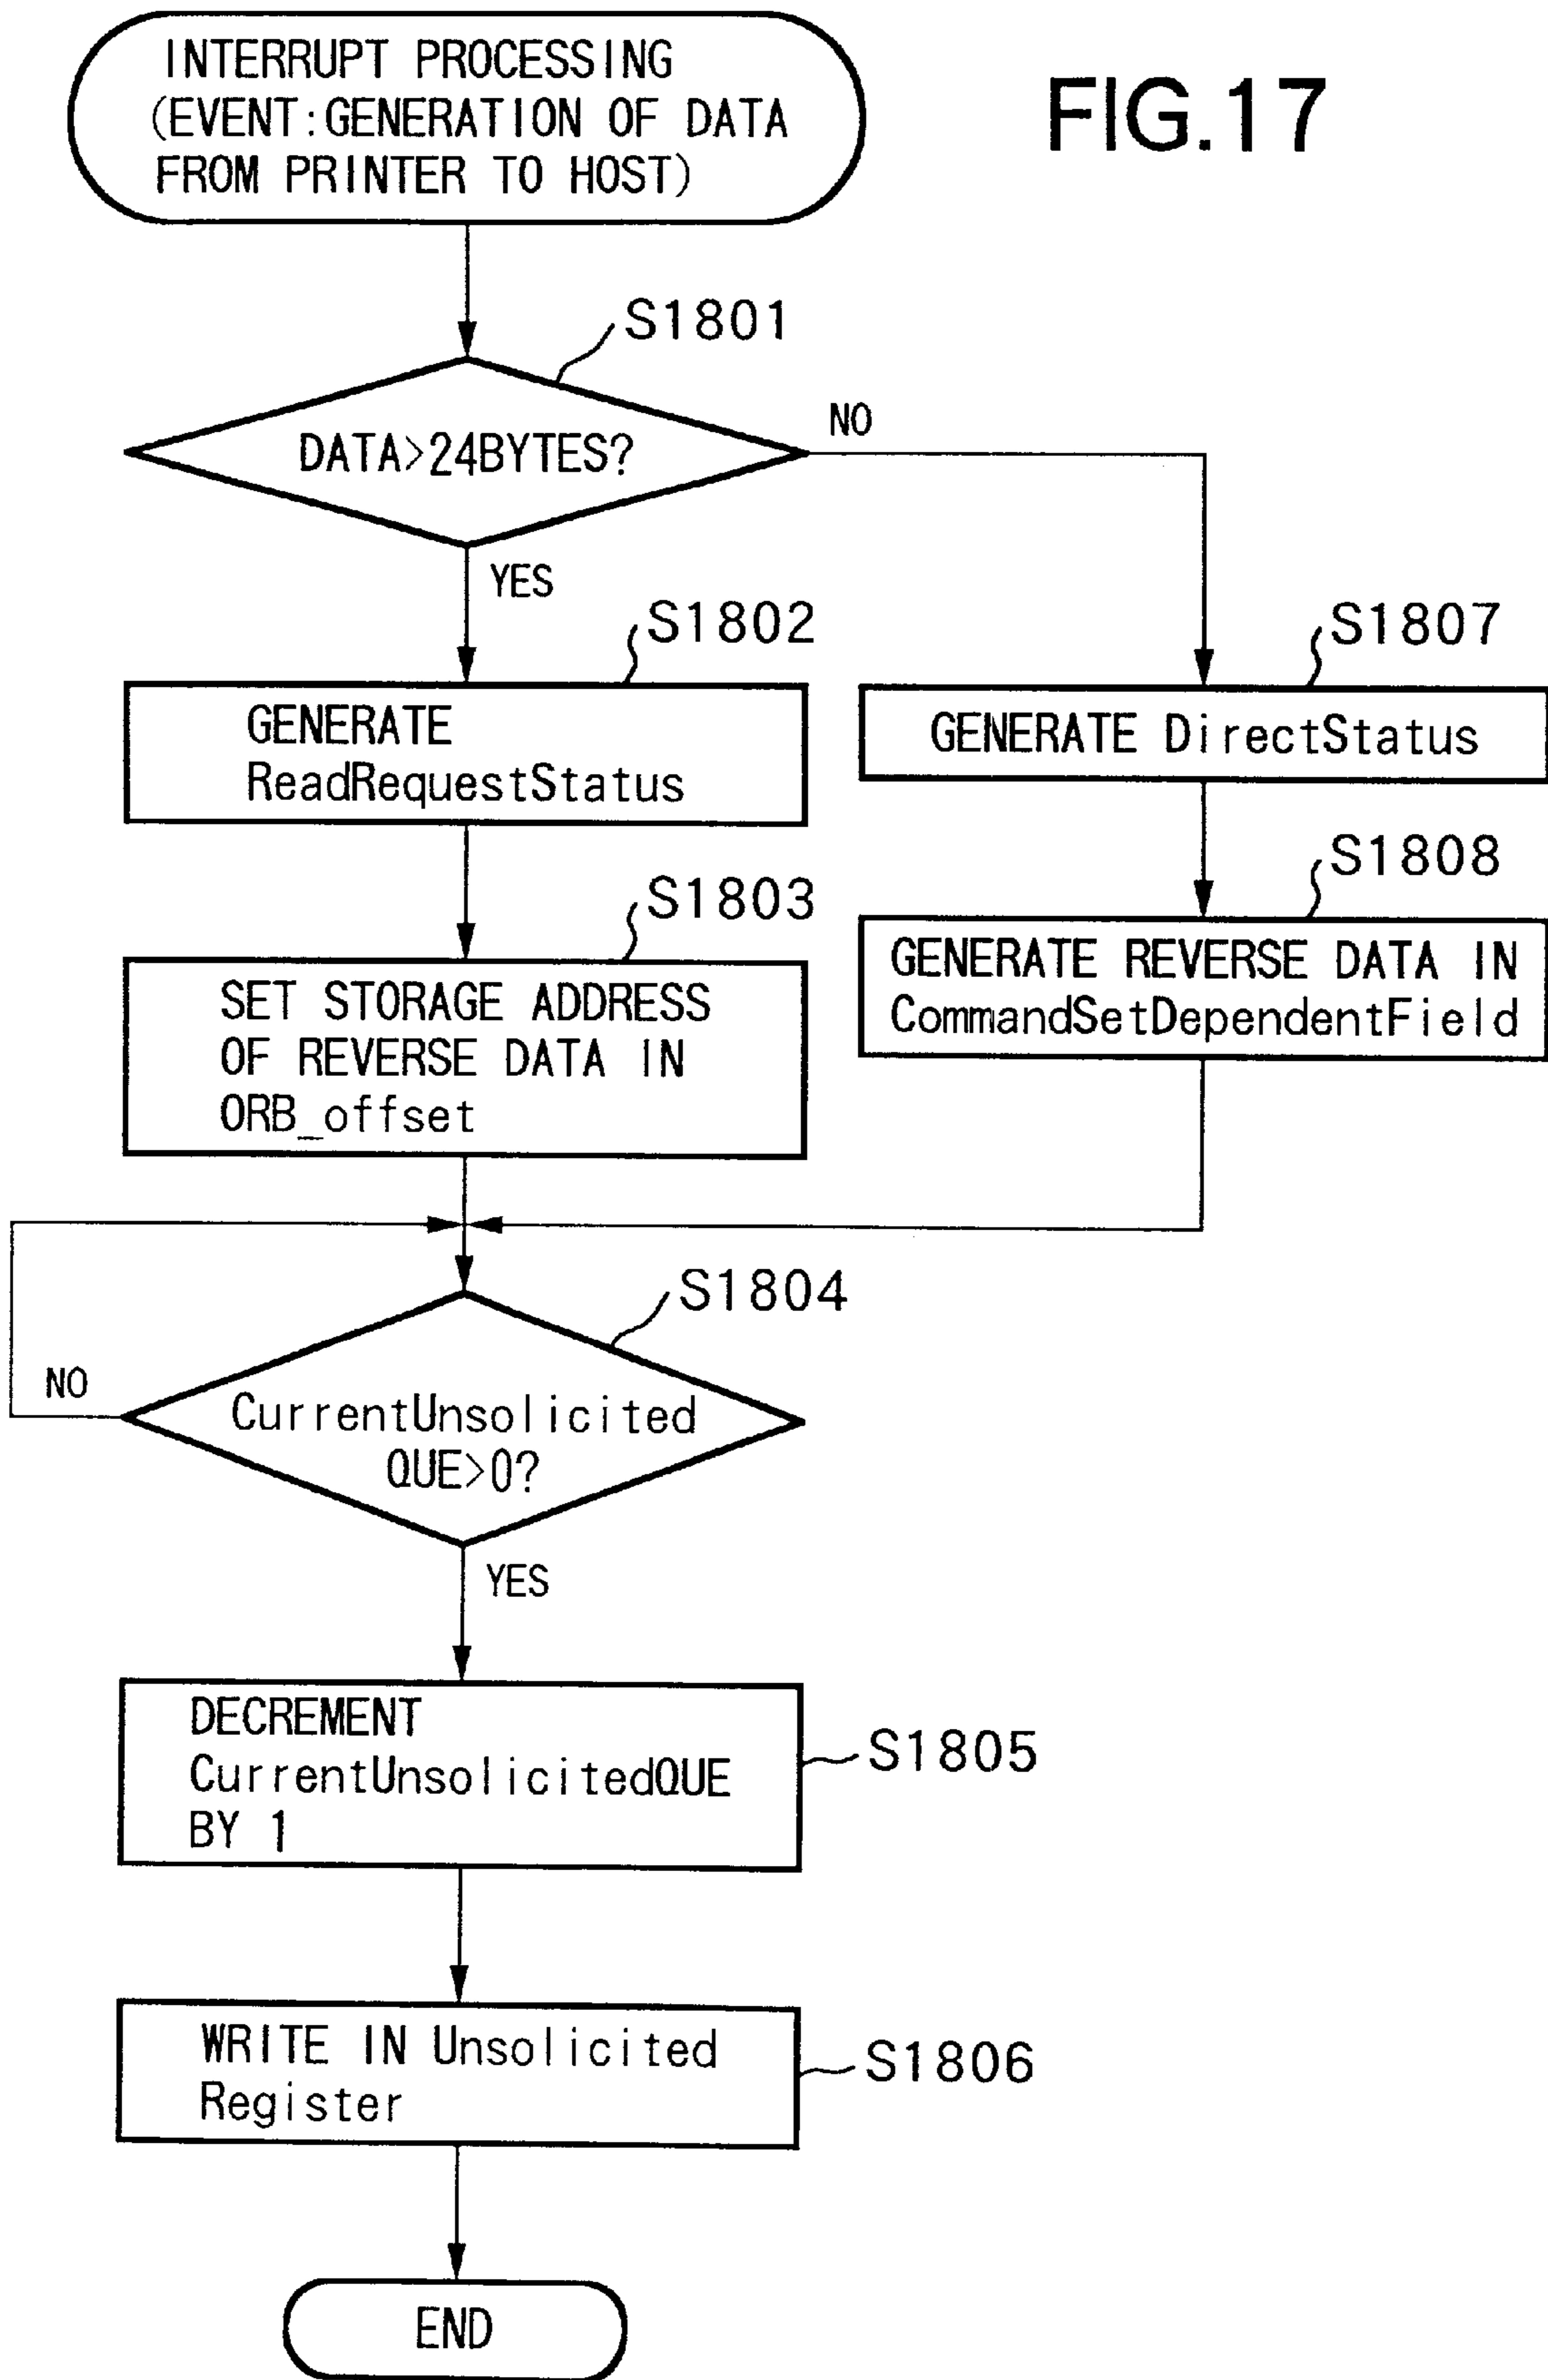 INTERRUPT PROCESSING
(EVENT:GENERATION OF DATA
FROM PRINTER TO HOST)
FIG.17
S1801
DATA>24BYTES?
NO
YES
S1802
GENERATE
ReadRequestStatus
S1807
GENERATE DirectStatus
S1803
SET STORAGE ADDRESS
OF REVERSE DATA IN
ORB_offset
S1808
GENERATE REVERSE DATA IN
CommandSetDependentField
S1804
NO
CurrentUnsolicited
QUE>0?
YES
DECREMENT
CurrentUnsolicitedQUE
BY 1
S1805
WRITE IN Unsolicited
Register
S1806
END